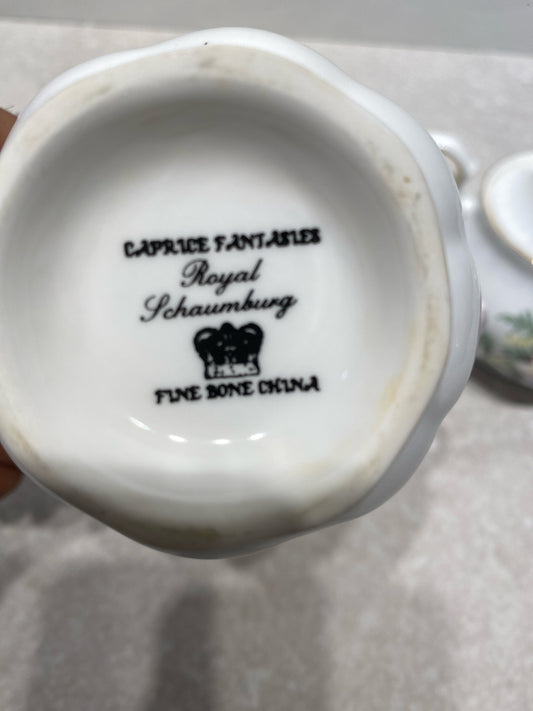 CAPRICE FANTASIES
Royal
Schaumburg
FINE BONE CHINA